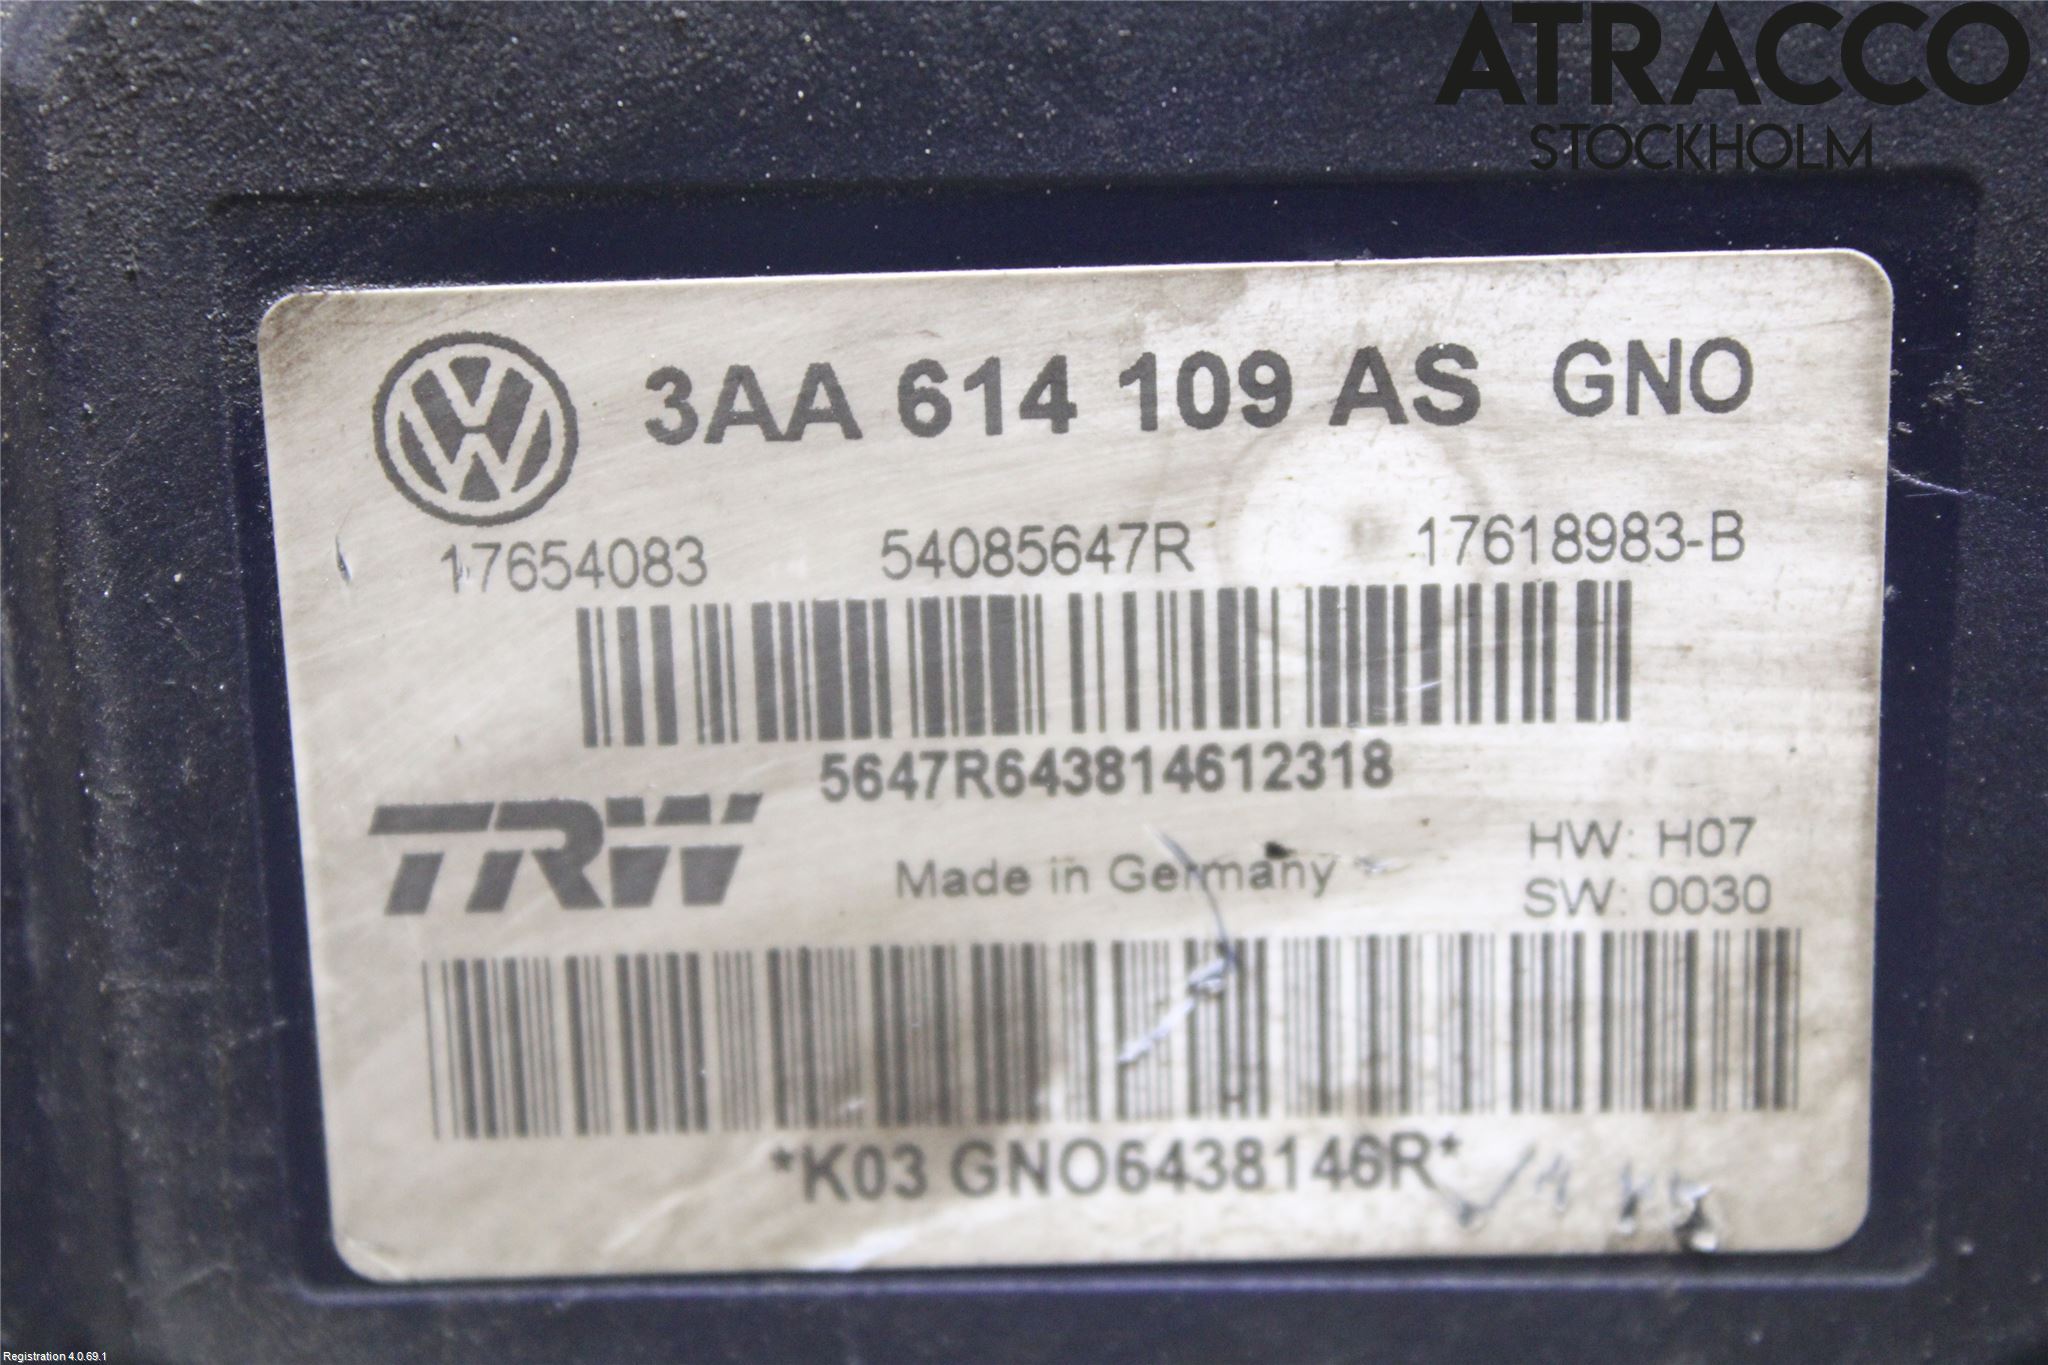 ATRACCO
STOCKHOLM
3AA 614 109 AS GNO
17654083 54085647R 17618983-B
5647R643814612318
TRW
Made in Germany
HW: H07
SW: 0030
*K03 GNO6438146R*
Registration 4.0.69.1